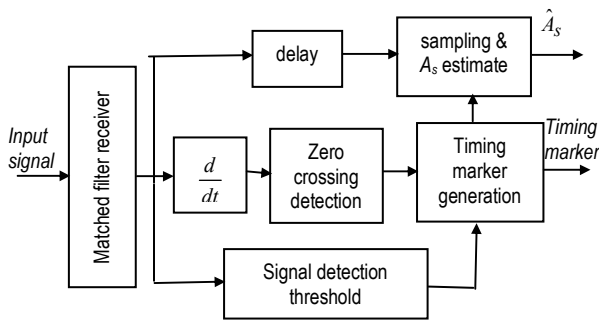 Input
signal
Matched filter receiver
delay
sampling &
A_s estimate
Â_s
d
dt
Zero
crossing
detection
Timing
marker
generation
Timing
marker
Signal detection
threshold